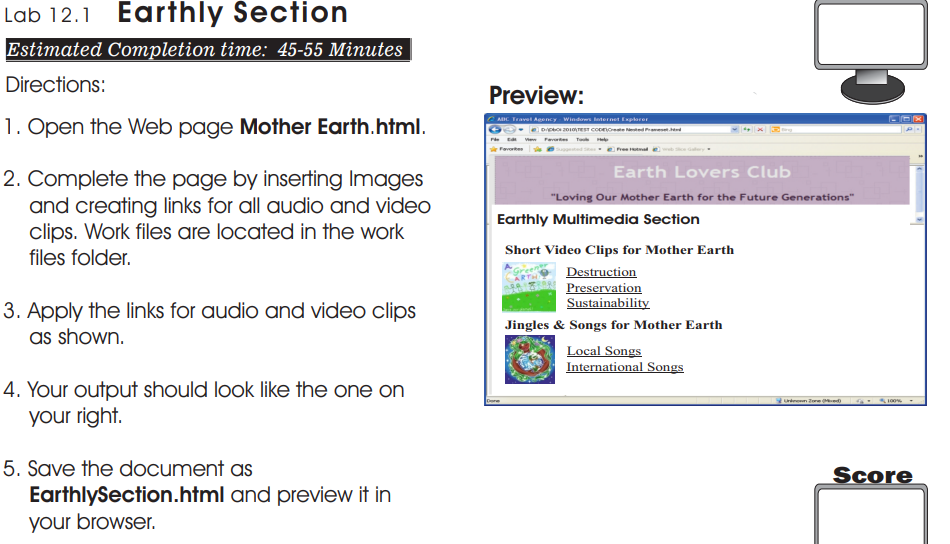 Lab 12.1 Earthly Section
Estimated Completion time: 45-55 Minutes
Directions:
1. Open the Web page Mother Earth.html.
2. Complete the page by inserting Images
and creating links for all audio and video
clips. Work files are located in the work
files folder.
3. Apply the links for audio and video clips
as shown.
4. Your output should look like the one on
your right.
5. Save the document as
EarthlySection.html and preview it in
your browser.
Preview:
ABC Travel Agency - Windows Internet Explorer
D:\DbOi 2010\TEST CODE\Create Nested Frameset.html
Bing
File Edit View Favorites Tools Help
Favorites Suggested Sites Free Hotmail Web Slice Gallery
Earth Lovers Club
"Loving Our Mother Earth for the Future Generations"
Earthly Multimedia Section
Short Video Clips for Mother Earth
A Greener EARTH
Destruction
Preservation
Sustainability
Jingles & Songs for Mother Earth
Local Songs
International Songs
Done Unknown Zone (Mixed) 100%
Score